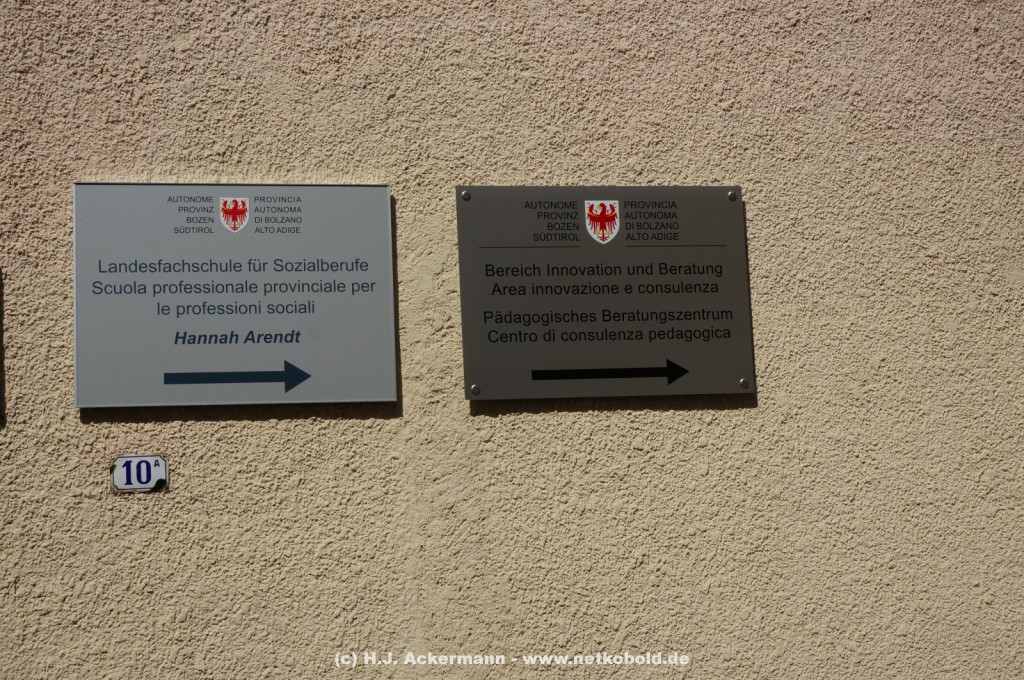 AUTONOME
PROVINZ
BOZEN
SÜDTIROL
PROVINCIA
AUTONOMA
DI BOLZANO
ALTO ADIGE
Landesfachschule für Sozialberufe
Scuola professionale provinciale per
le professioni sociali
Hannah Arendt
AUTONOME
PROVINZ
BOZEN
SÜDTIROL
PROVINCIA
AUTONOMA
DI BOLZANO
ALTO ADIGE
Bereich Innovation und Beratung
Area innovazione e consulenza
Pädagogisches Beratungszentrum
Centro di consulenza pedagogica
10A
(c) H.J. Ackermann - www.netkobold.de